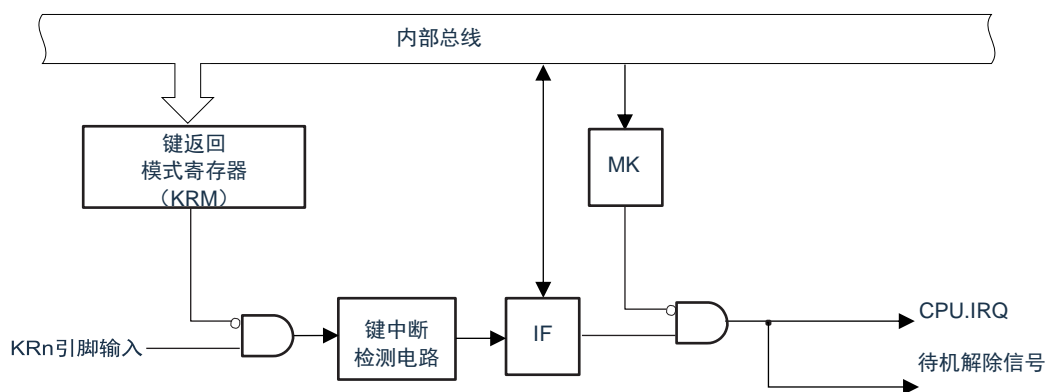 内部总线
键返回
模式寄存器
（KRM）
MK
KRn引脚输入
键中断
检测电路
IF
CPU.IRQ
待机解除信号